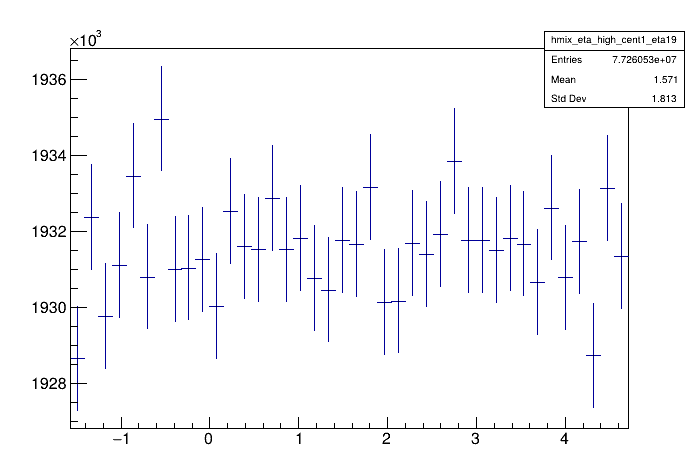 ×10³
hmix_eta_high_cent1_eta19
Entries 7.726053e+07
Mean 1.571
Std Dev 1.813
1936
1934
1932
1930
1928
−1 0 1 2 3 4